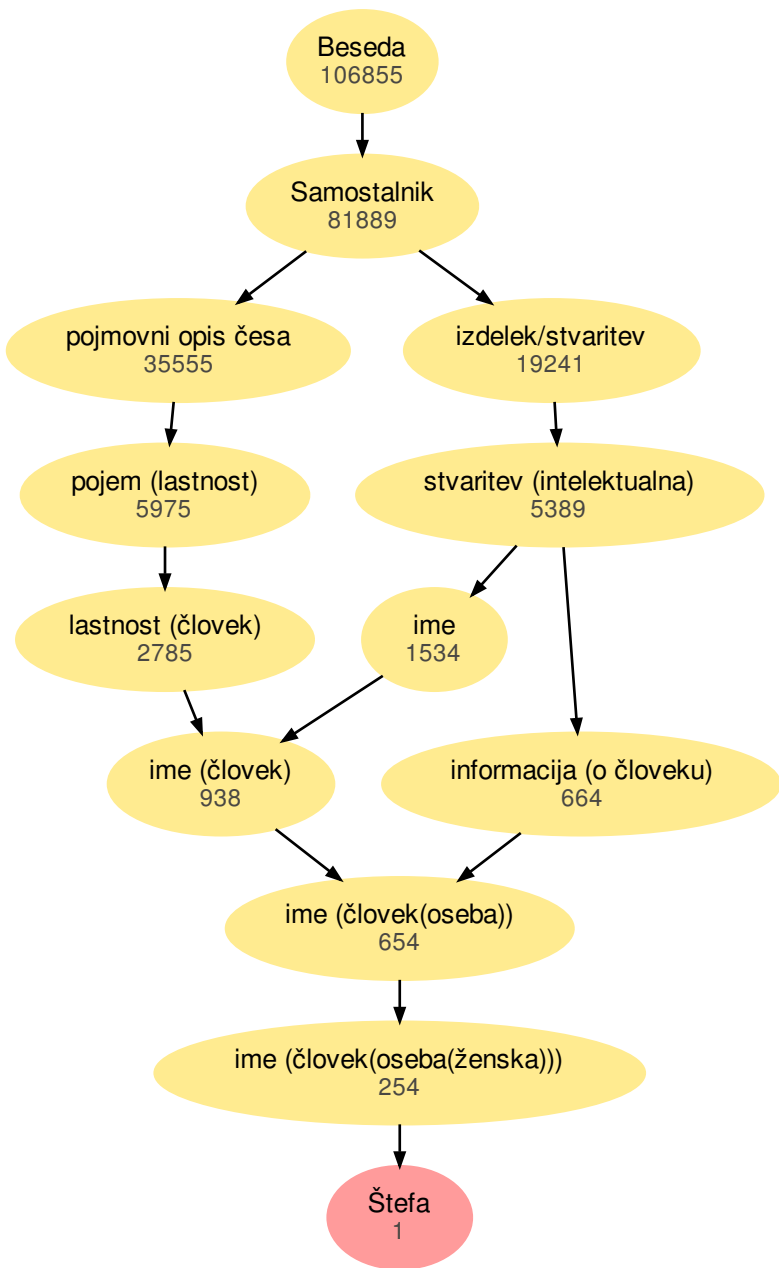 Beseda
106855
Samostalnik
81889
pojmovni opis česa
35555
izdelek/stvaritev
19241
pojem (lastnost)
5975
stvaritev (intelektualna)
5389
lastnost (človek)
2785
ime
1534
ime (človek)
938
informacija (o človeku)
664
ime (človek(oseba))
654
ime (človek(oseba(ženska)))
254
Štefa
1